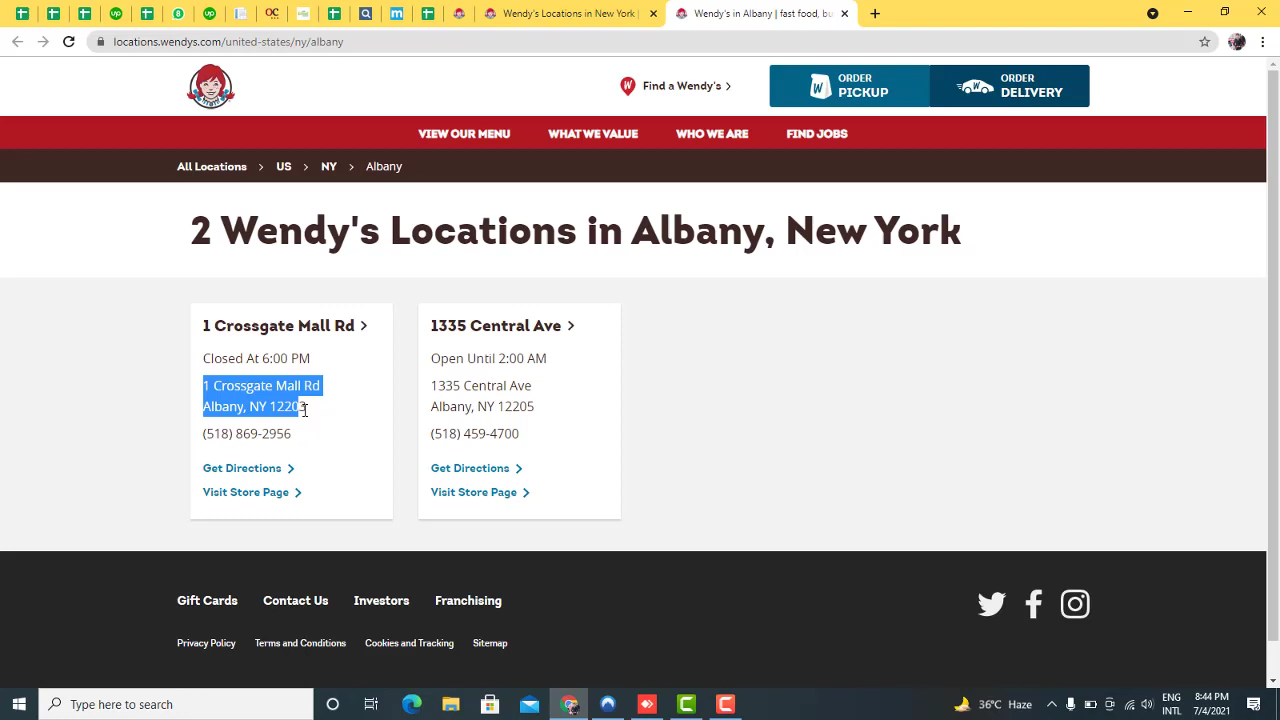 Wendy's Locations in New York |
Wendy's in Albany | fast food, bu
locations.wendys.com/united-states/ny/albany
Find a Wendy's
ORDER
PICKUP
ORDER
DELIVERY
VIEW OUR MENU WHAT WE VALUE WHO WE ARE FIND JOBS
All Locations > US > NY > Albany
2 Wendy's Locations in Albany, New York
1 Crossgate Mall Rd
Closed At 6:00 PM
1 Crossgate Mall Rd
Albany, NY 12203
(518) 869-2956
Get Directions
Visit Store Page
1335 Central Ave
Open Until 2:00 AM
1335 Central Ave
Albany, NY 12205
(518) 459-4700
Get Directions
Visit Store Page
Gift Cards Contact Us Investors Franchising
Privacy Policy Terms and Conditions Cookies and Tracking Sitemap
Type here to search
36°C Haze
ENG
INTL
8:44 PM
7/4/2021